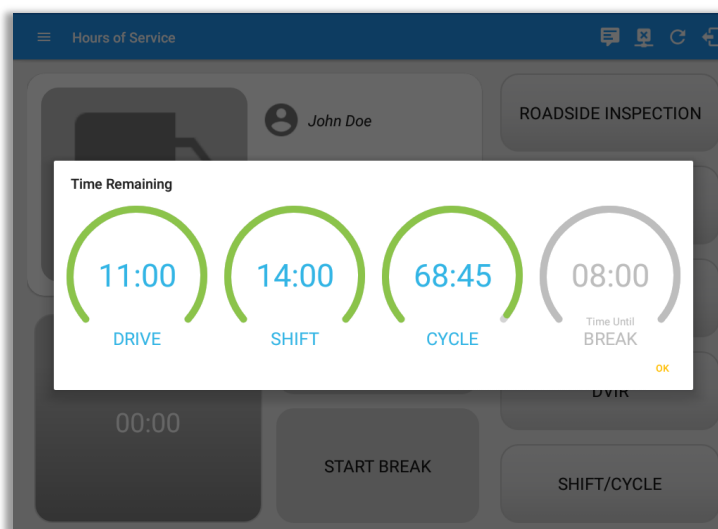 Hours of Service
John Doe
ROADSIDE INSPECTION
Time Remaining
11:00
DRIVE
14:00
SHIFT
68:45
CYCLE
08:00
Time Until
BREAK
OK
DVIR
00:00
START BREAK
SHIFT/CYCLE